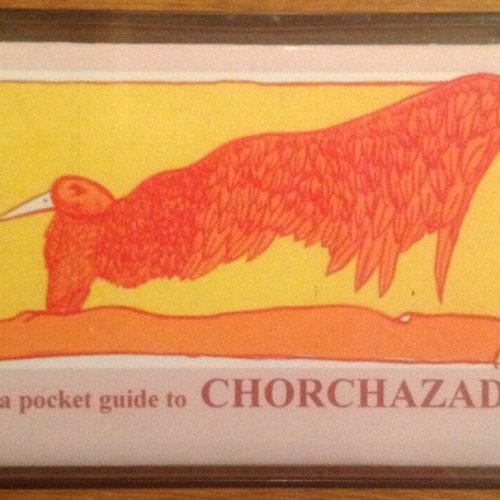 a pocket guide to CHORCHAZAD